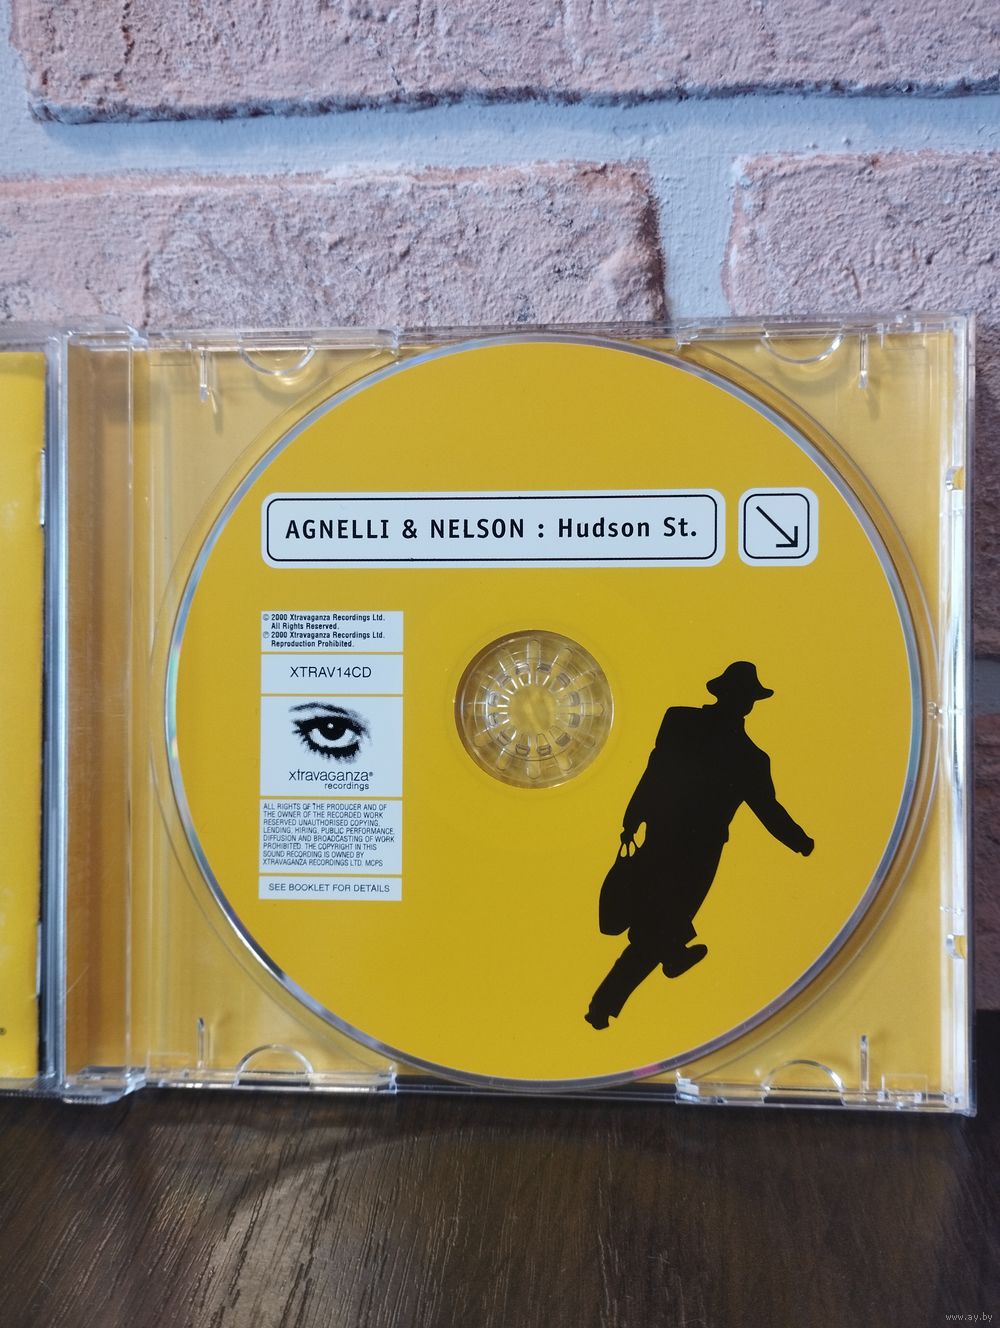 AGNELLI & NELSON : Hudson St.
© 2000 Xtravaganza Recordings Ltd.
All Rights Reserved.
℗ 2000 Xtravaganza Recordings Ltd.
Reproduction Prohibited.
XTRAV14CD
xtravaganza®
recordings
ALL RIGHTS OF THE PRODUCER AND OF
THE OWNER OF THE RECORDED WORK
RESERVED UNAUTHORISED COPYING,
LENDING, HIRING, PUBLIC PERFORMANCE,
DIFFUSION AND BROADCASTING OF WORK
PROHIBITED. THE COPYRIGHT IN THIS
SOUND RECORDING IS OWNED BY
XTRAVAGANZA RECORDINGS LTD. MCPS
SEE BOOKLET FOR DETAILS
®
www.ay.by